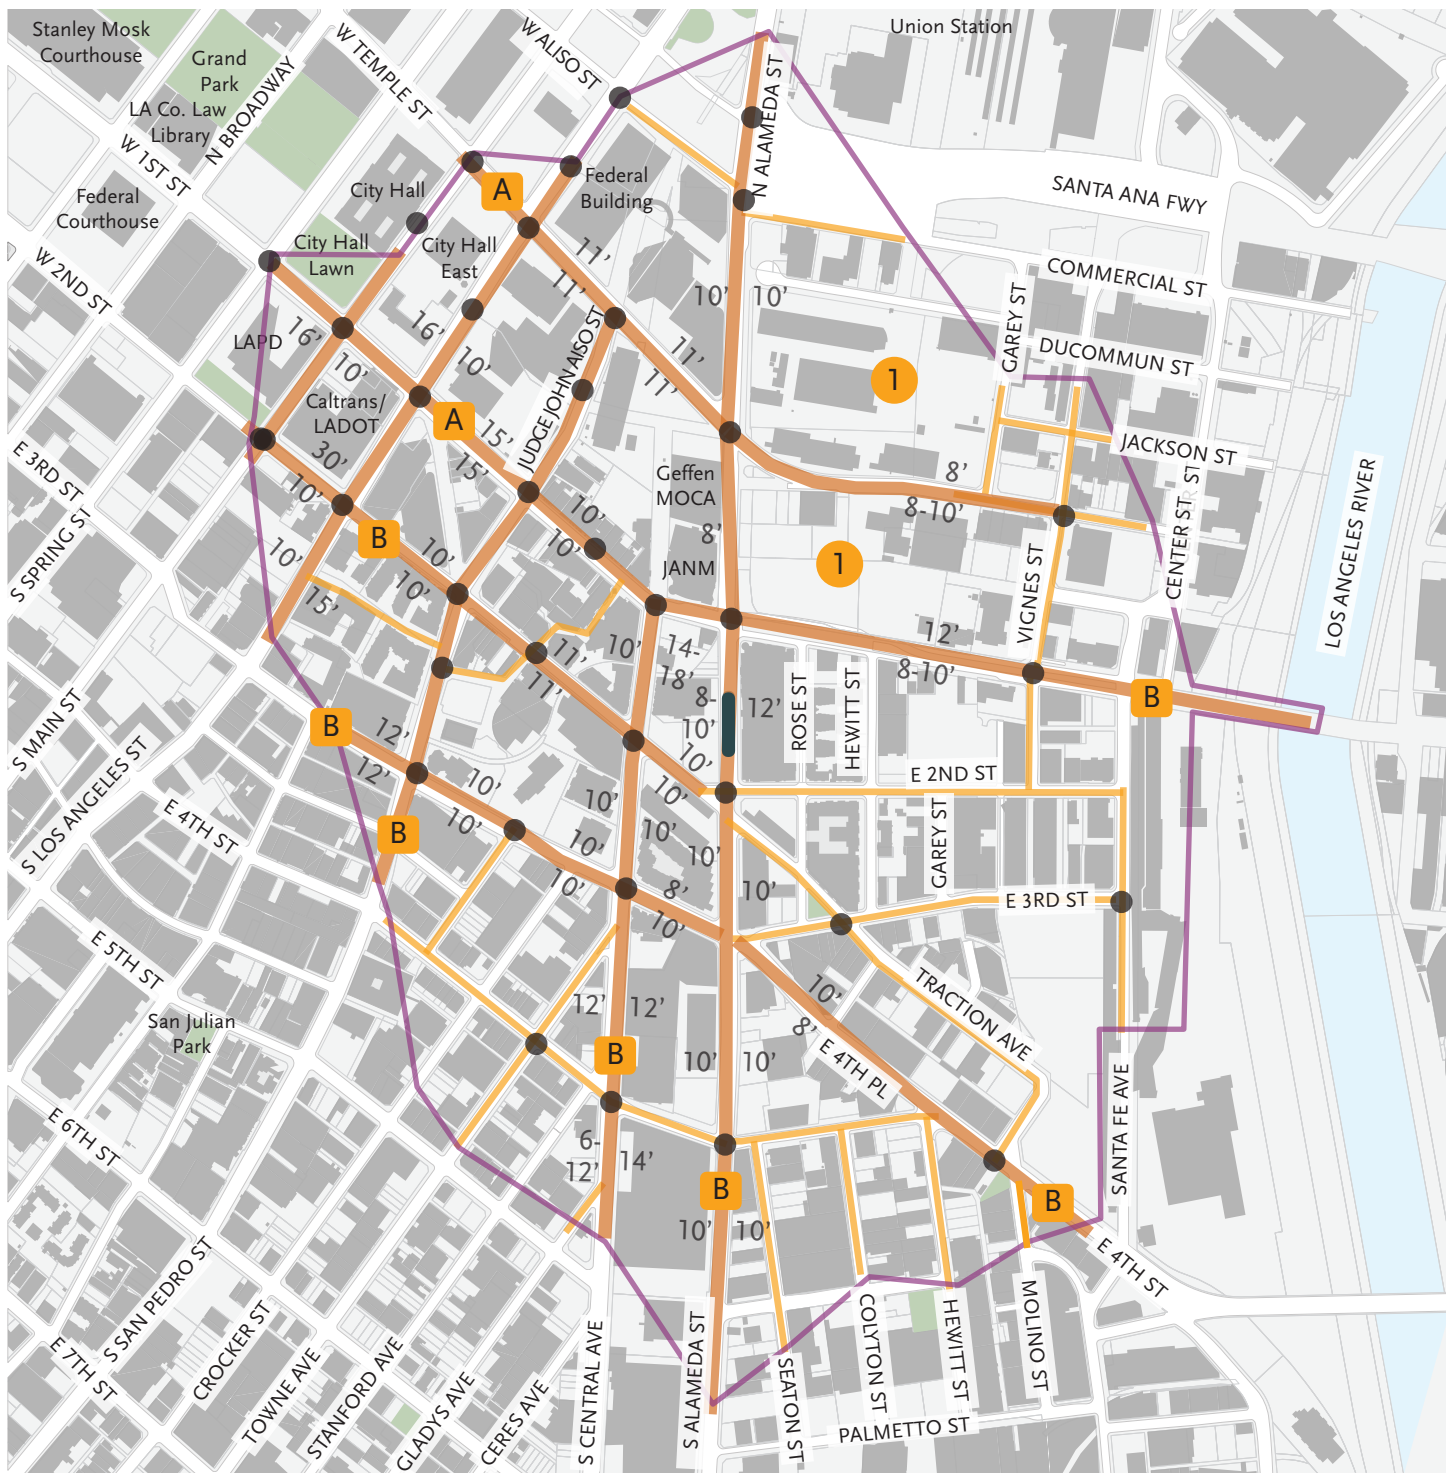 Stanley Mosk
Courthouse
Grand
Park
LA Co. Law
Library
N BROADWAY
W TEMPLE ST
W ALISO ST
N ALAMEDA ST
Union Station
W 1ST ST
Federal
Courthouse
City Hall
A
Federal
Building
SANTA ANA FWY
City Hall
Lawn
City Hall
East
W 2ND ST
11'
11'
COMMERCIAL ST
10'
10'
GAREY ST
LAPD
16'
10'
16'
10'
JUDGE JOHN AISO ST
11'
11'
DUCOMMUN ST
1
Caltrans/
LADOT
A
15'
15'
JACKSON ST
E 3RD ST
30'
10'
Geffen
MOCA
8'
8-10'
CENTER ST
ST
LOS ANGELES RIVER
S SPRING ST
B
10'
10'
10'
10'
8'
JANM
1
VIGNES ST
10'
15'
10'
14-
18'
12'
8-10'
11'
11'
8-
10'
12'
ROSE ST
HEWITT ST
B
S MAIN ST
B
12'
12'
S LOS ANGELES ST
10'
10'
10'
10'
E 2ND ST
E 4TH ST
B
10'
10'
10'
10'
10'
10'
GAREY ST
8'
10'
E 3RD ST
E 5TH ST
San Julian
Park
12'
12'
10'
8'
TRACTION AVE
B
10'
10'
E 4TH PL
E 6TH ST
6-
12'
14'
B
10'
10'
B
SANTA FE AVE
E 4TH ST
S SAN PEDRO ST
E 7TH ST
CROCKER ST
TOWNE AVE
STANFORD AVE
GLADYS AVE
CERES AVE
S CENTRAL AVE
S ALAMEDA ST
SEATON ST
COLYTON ST
HEWITT ST
MOLINO ST
PALMETTO ST